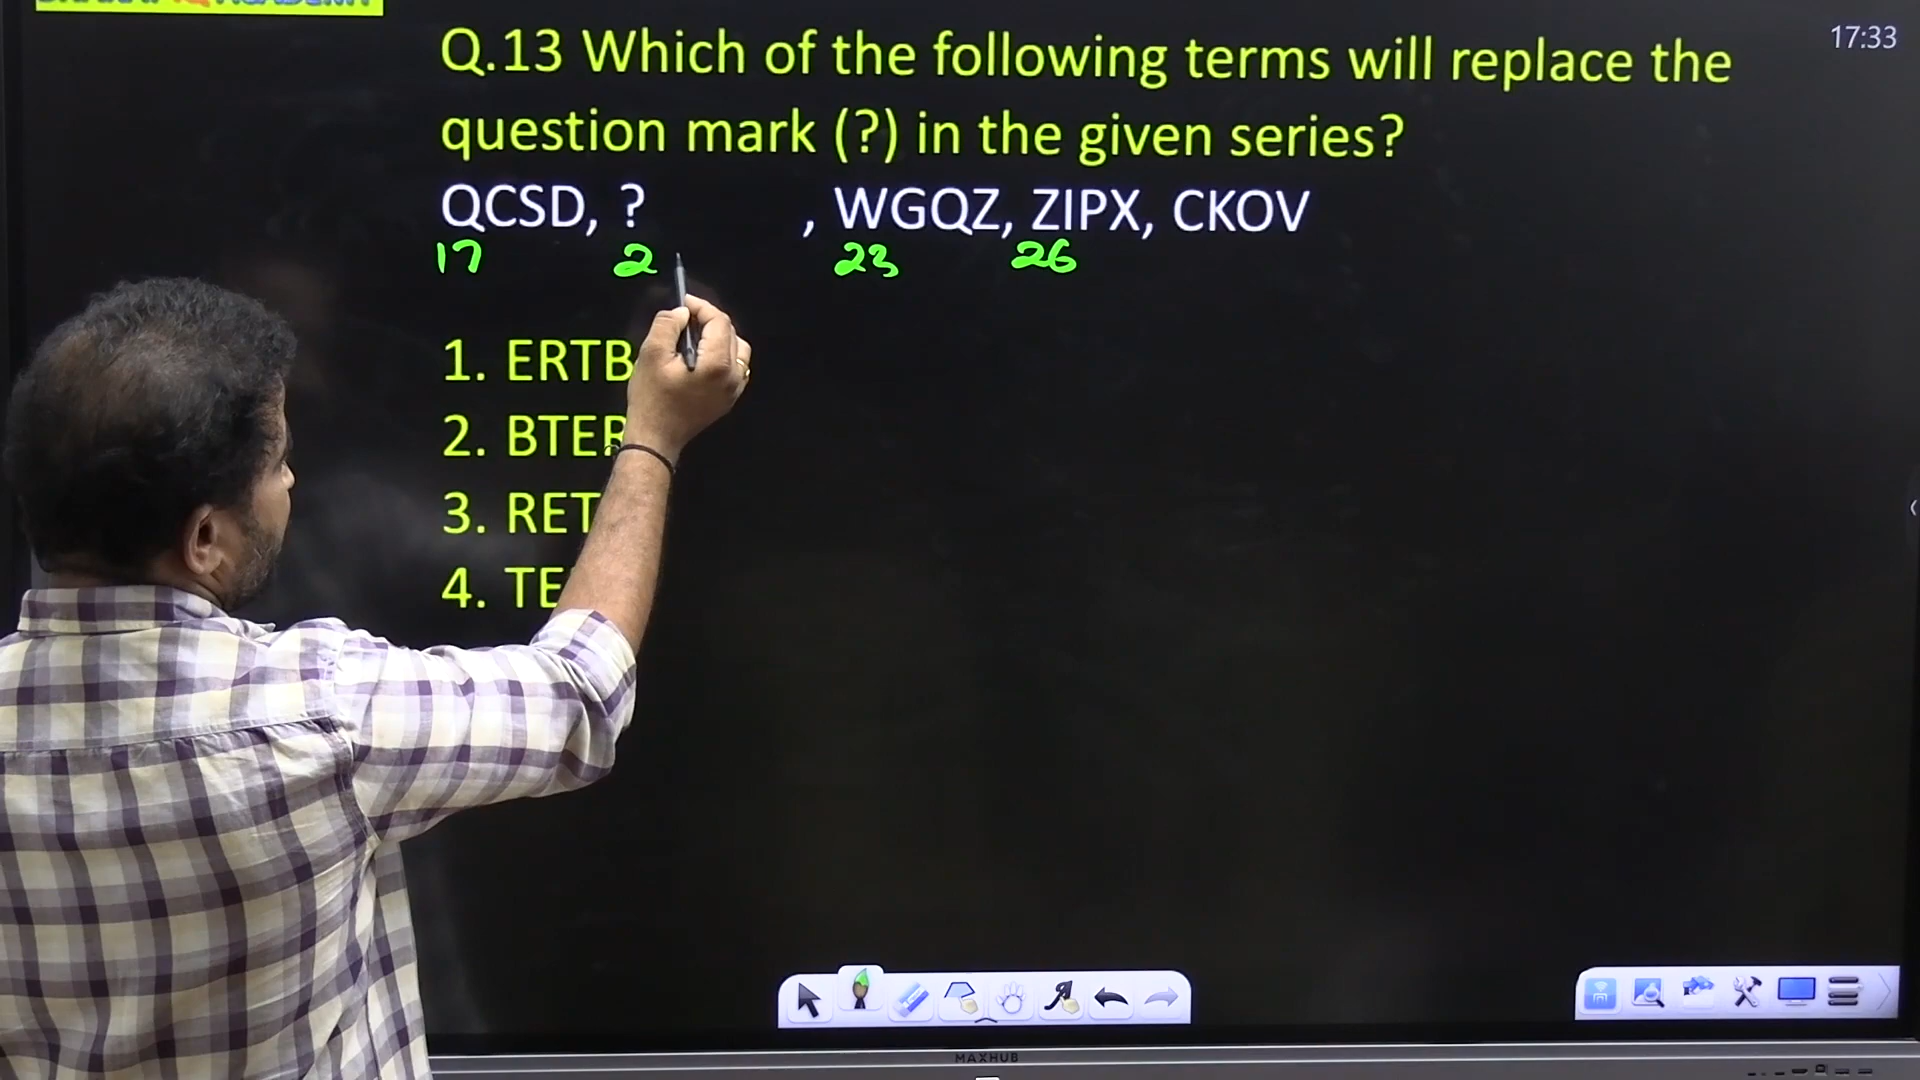 17:33
Q.13 Which of the following terms will replace the
question mark (?) in the given series?
QCSD, ? , WGQZ, ZIPX, CKOV
17 2 23 26
1. ERTB
2. BTER
3. RET
4. TE
MAXHUB